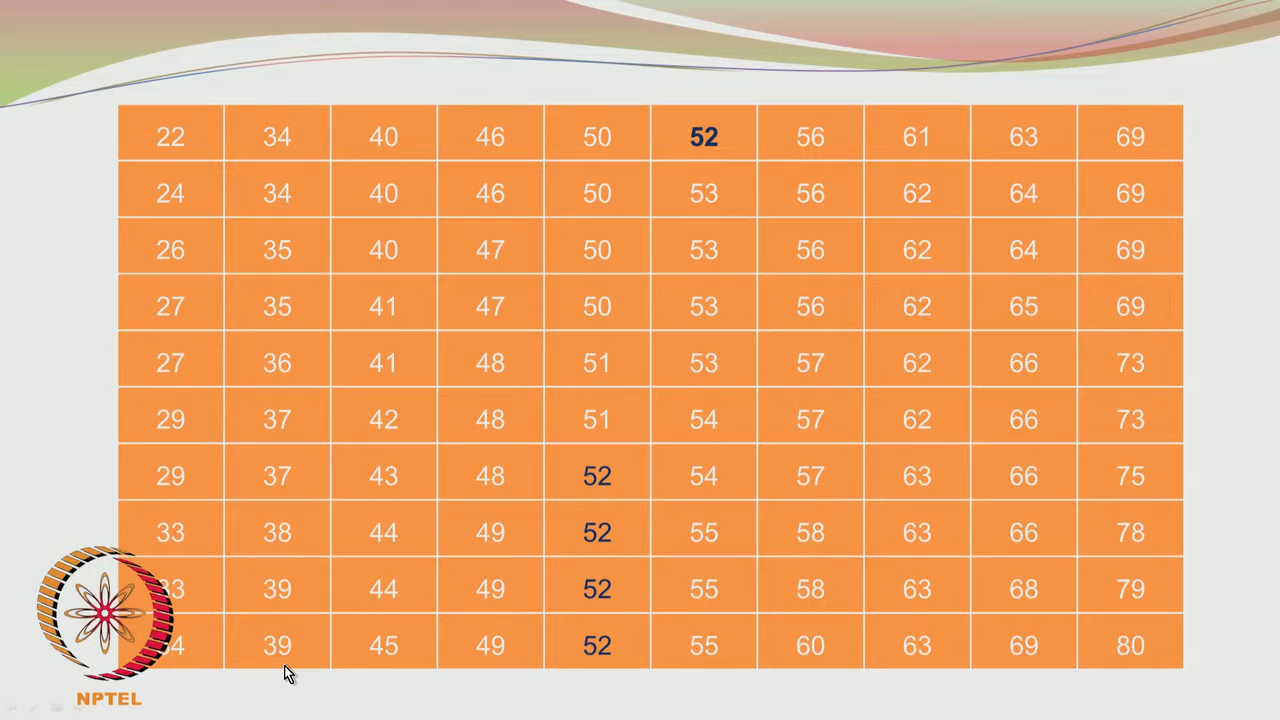 22 34 40 46 50 52 56 61 63 69
24 34 40 46 50 53 56 62 64 69
26 35 40 47 50 53 56 62 64 69
27 35 41 47 50 53 56 62 65 69
27 36 41 48 51 53 57 62 66 73
29 37 42 48 51 54 57 62 66 73
29 37 43 48 52 54 57 63 66 75
33 38 44 49 52 55 58 63 66 78
39 44 49 52 55 58 63 68 79
39 45 49 52 55 60 63 69 80
NPTEL